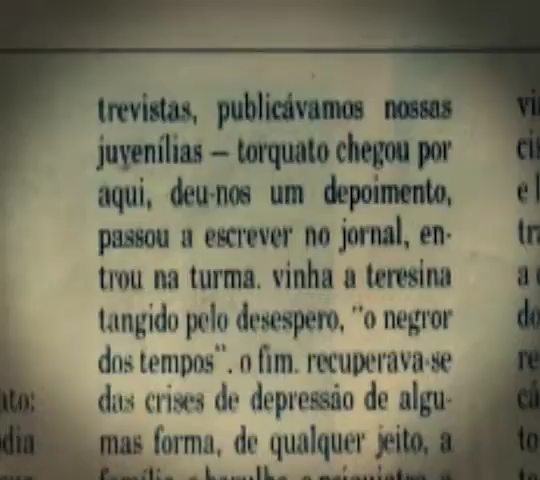 trevistas, publicávamos nossas
juvenílias – torquato chegou por
aqui, deu-nos um depoimento,
passou a escrever no jornal, en-
trou na turma. vinha a teresina
tangido pelo desespero, "o negror
dos tempos". o fim. recuperava-se
das crises de depressão de algu-
mas forma, de qualquer jeito, a